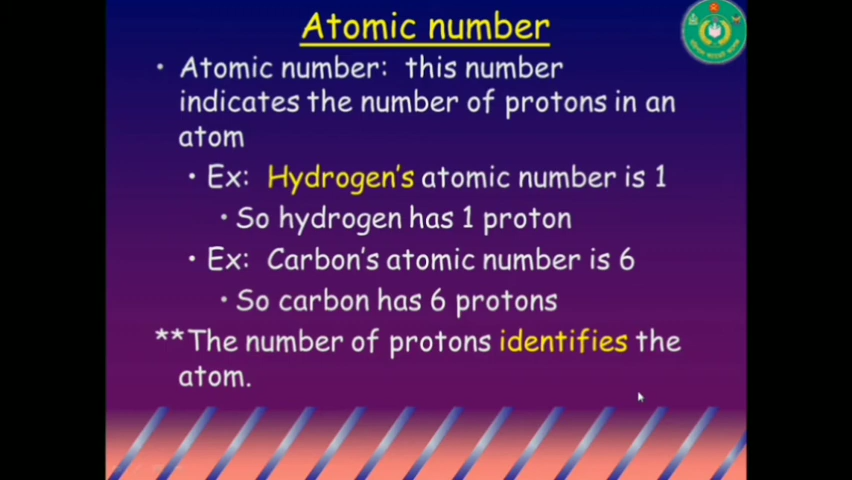 Atomic number
• Atomic number: this number
indicates the number of protons in an
atom
• Ex: Hydrogen's atomic number is 1
• So hydrogen has 1 proton
• Ex: Carbon's atomic number is 6
• So carbon has 6 protons
**The number of protons identifies the
atom.